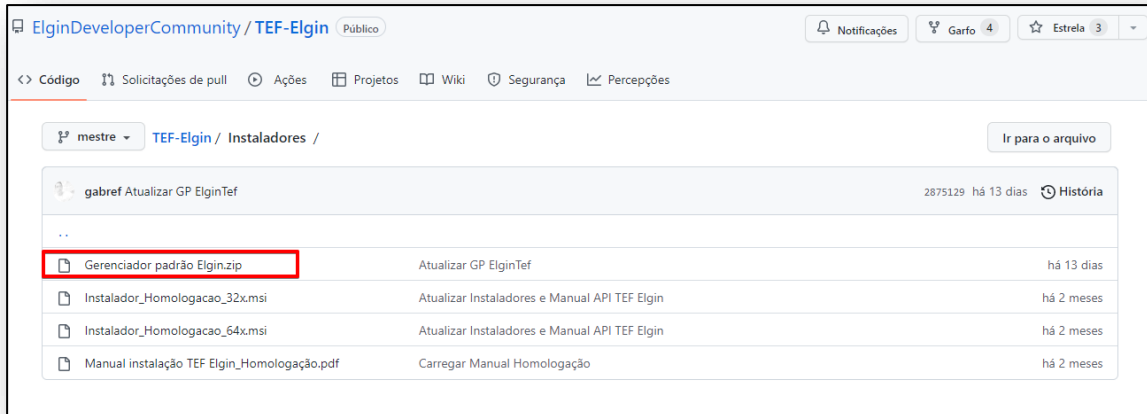 ElginDeveloperCommunity / TEF-Elgin Público Notificações Garfo 4 Estrela 3
Código Solicitações de pull Ações Projetos Wiki Segurança Percepções
mestre TEF-Elgin / Instaladores / Ir para o arquivo
gabref Atualizar GP ElginTef 2875129 há 13 dias História
..
Gerenciador padrão Elgin.zip Atualizar GP ElginTef há 13 dias
Instalador_Homologacao_32x.msi Atualizar Instaladores e Manual API TEF Elgin há 2 meses
Instalador_Homologacao_64x.msi Atualizar Instaladores e Manual API TEF Elgin há 2 meses
Manual instalação TEF Elgin_Homologação.pdf Carregar Manual Homologação há 2 meses